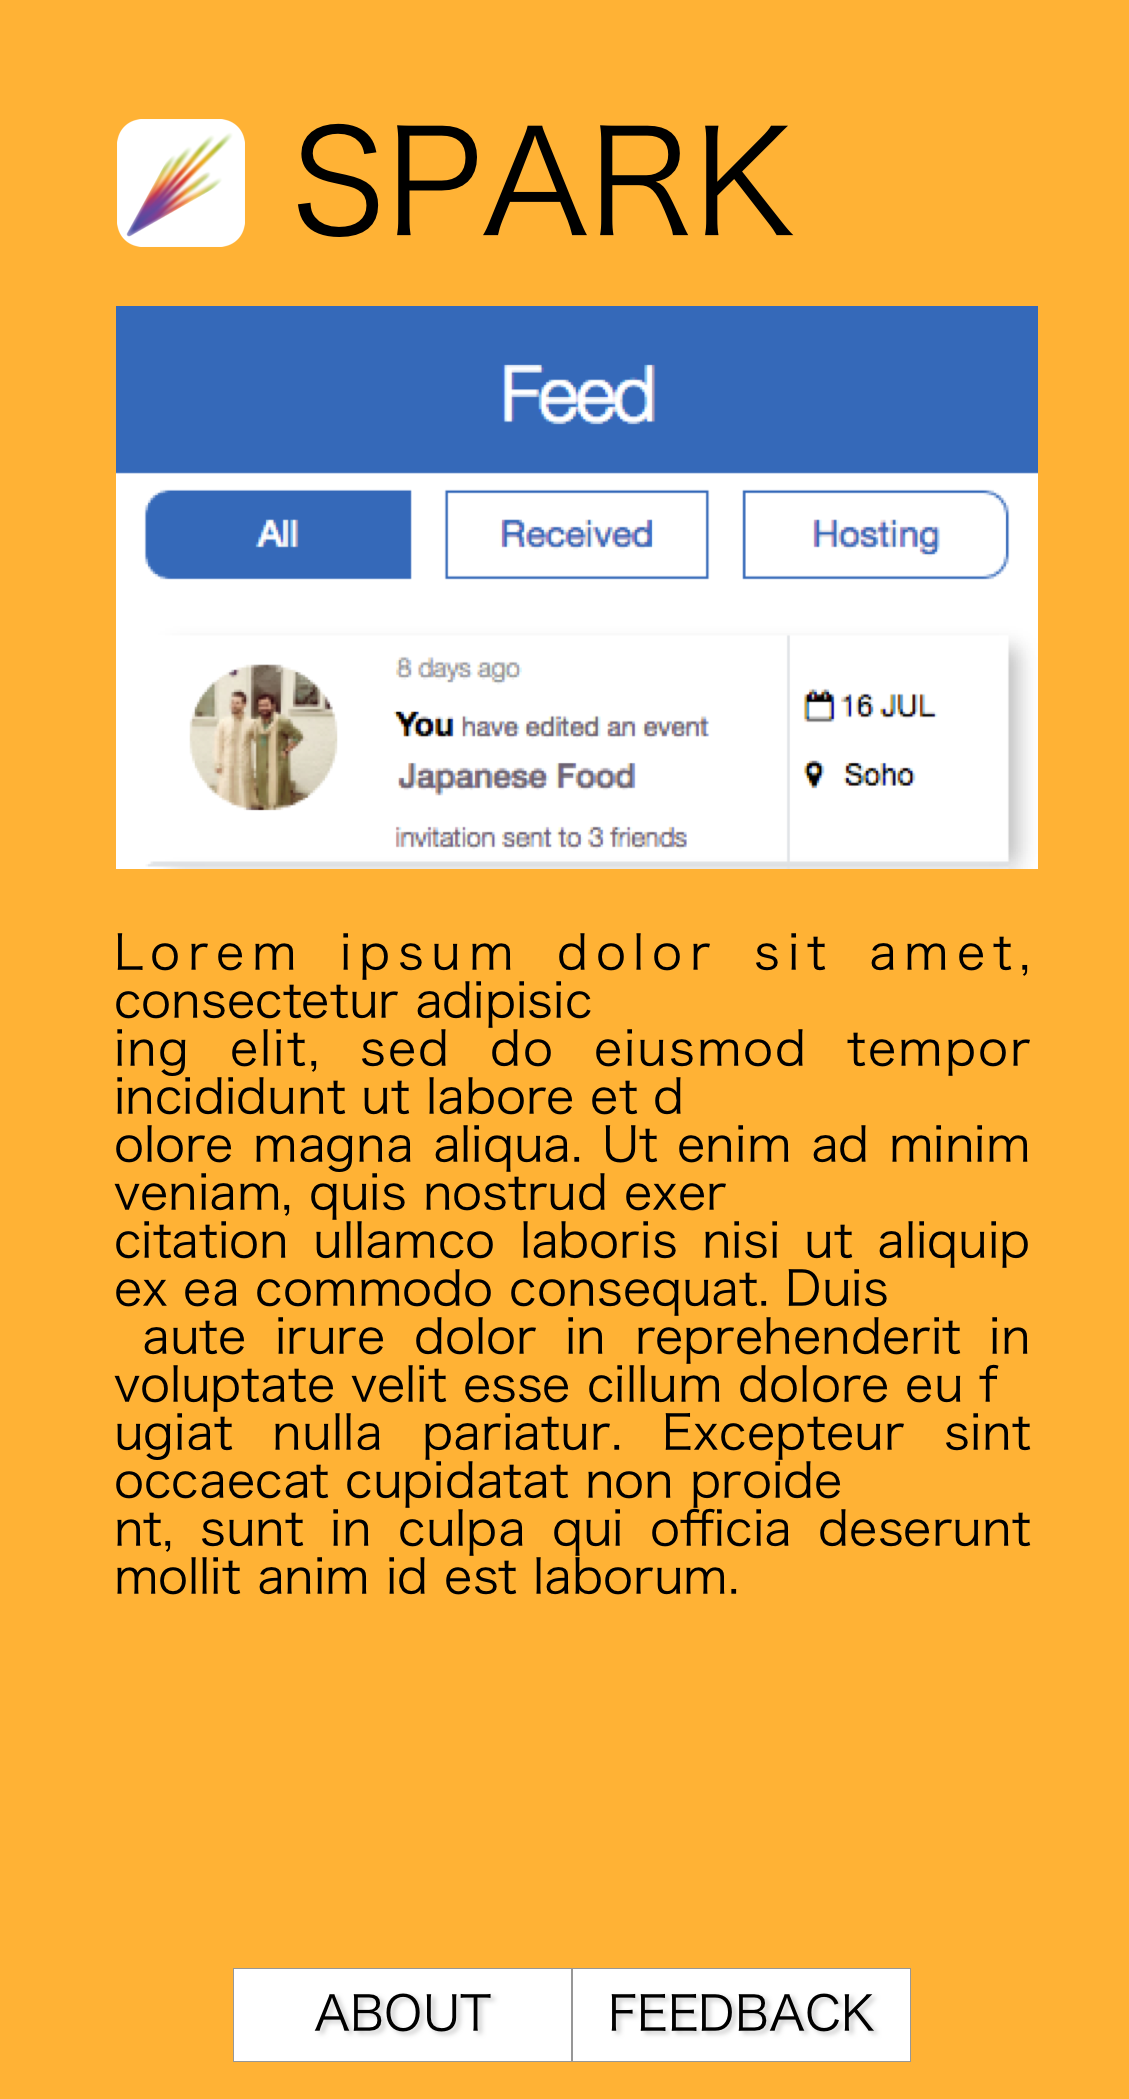 SPARK
Feed
All
Received
Hosting
8 days ago
You have edited an event
Japanese Food
invitation sent to 3 friends
16 JUL
Soho
Lorem ipsum dolor sit amet,
consectetur adipisic
ing elit, sed do eiusmod tempor
incididunt ut labore et d
olore magna aliqua. Ut enim ad minim
veniam, quis nostrud exer
citation ullamco laboris nisi ut aliquip
ex ea commodo consequat. Duis
aute irure dolor in reprehenderit in
voluptate velit esse cillum dolore eu f
ugiat nulla pariatur. Excepteur sint
occaecat cupidatat non proide
nt, sunt in culpa qui officia deserunt
mollit anim id est laborum.
ABOUT
FEEDBACK